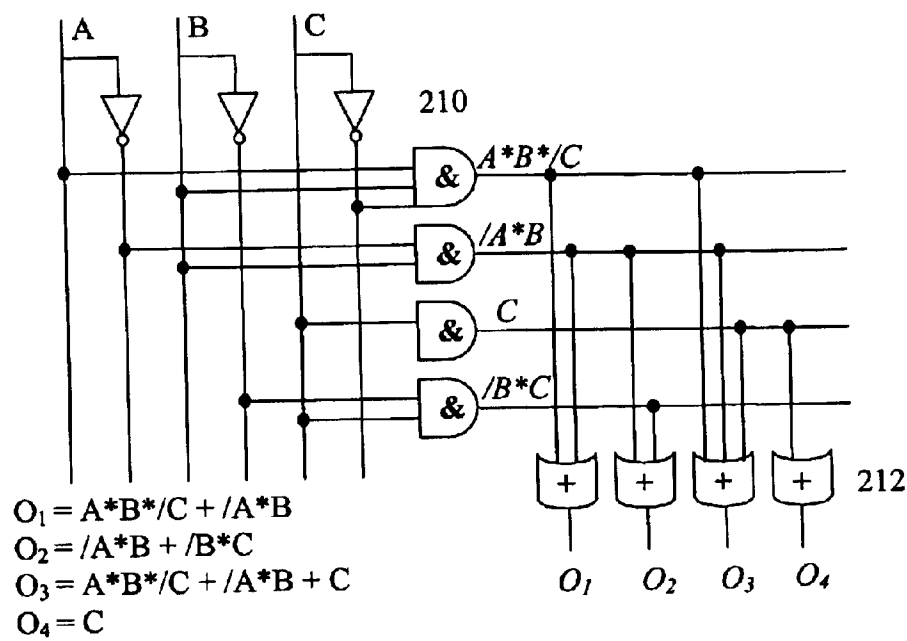 A B C
210
& A*B*/C
& /A*B
& C
& /B*C
+ + + + 212
O₁ O₂ O₃ O₄
O₁ = A*B*/C + /A*B
O₂ = /A*B + /B*C
O₃ = A*B*/C + /A*B + C
O₄ = C